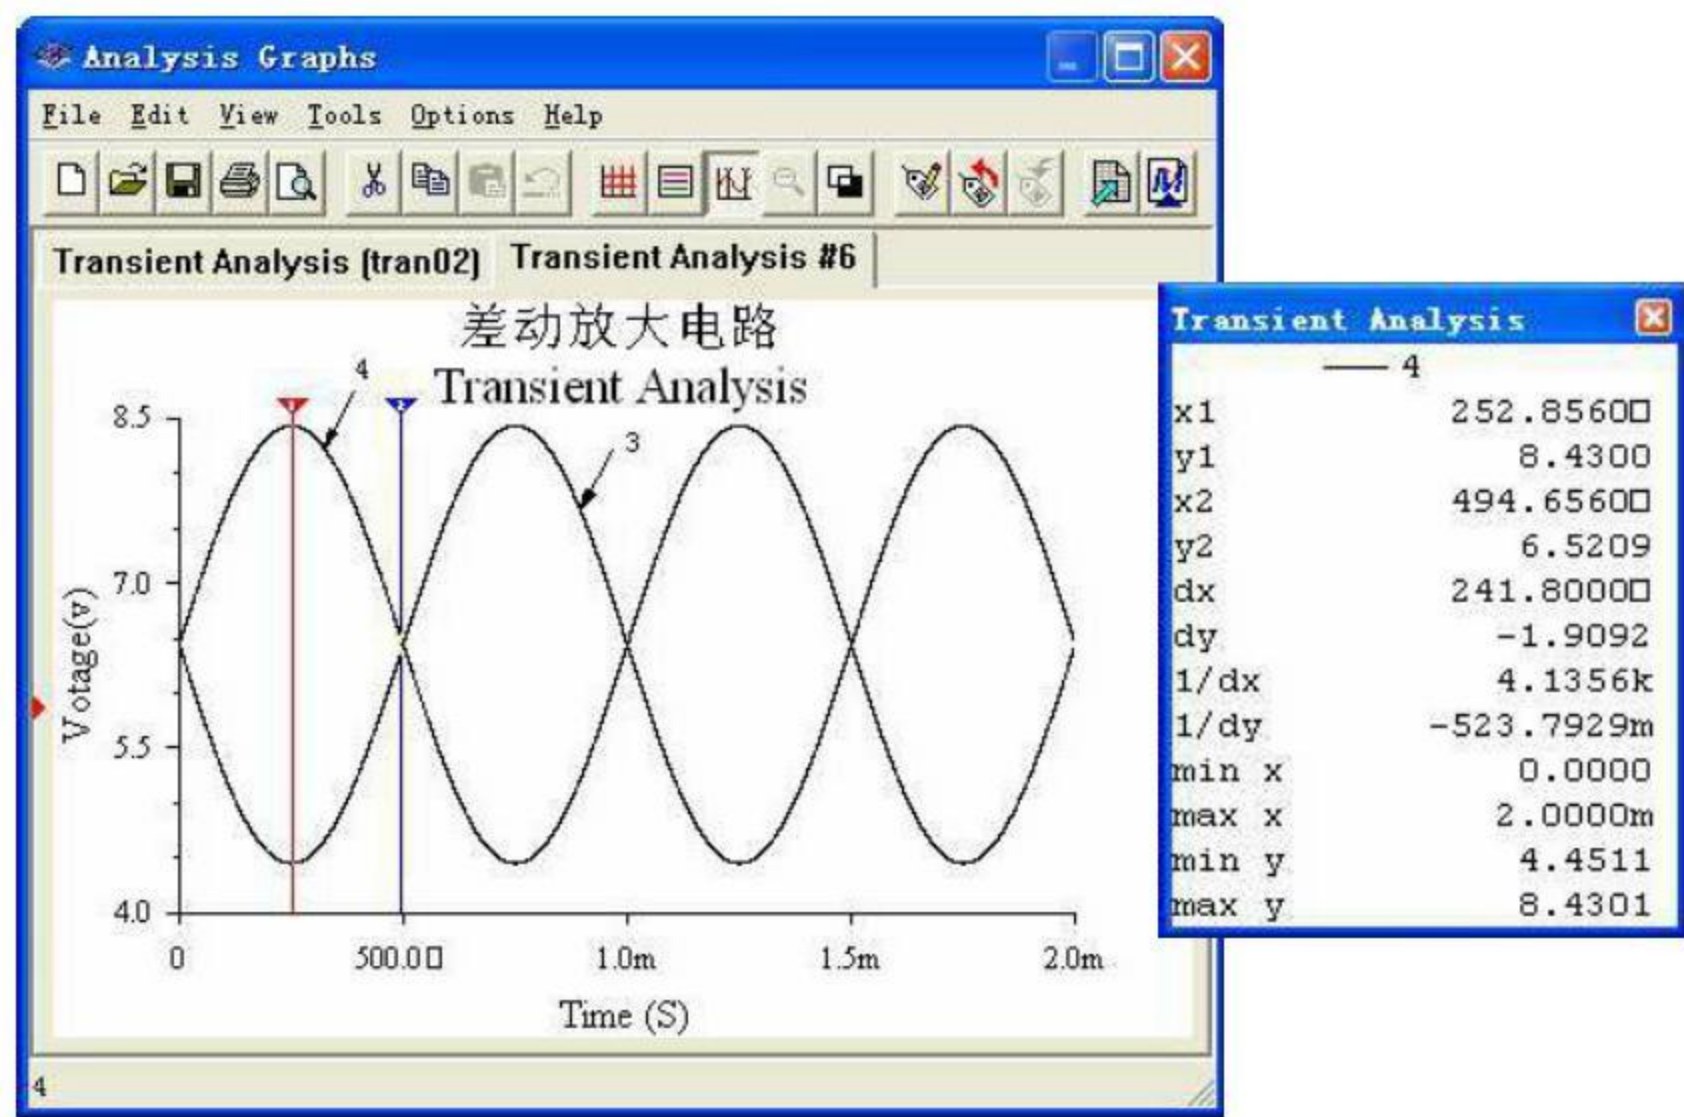 Analysis Graphs
File Edit View Tools Options Help
Transient Analysis (tran02) Transient Analysis #6
差动放大电路
Transient Analysis
4
3
1
2
8.5
7.0
5.5
4.0
Votage(v)
0 500.0□ 1.0m 1.5m 2.0m
Time (S)
4
Transient Analysis
4
x1 252.8560□
y1 8.4300
x2 494.6560□
y2 6.5209
dx 241.8000□
dy -1.9092
1/dx 4.1356k
1/dy -523.7929m
min x 0.0000
max x 2.0000m
min y 4.4511
max y 8.4301